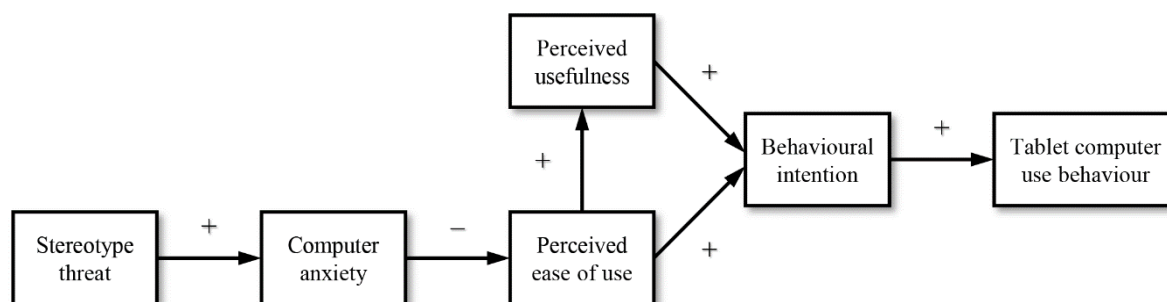 Perceived
usefulness
+
+
Behavioural
intention
+
Tablet computer
use behaviour
Stereotype
threat
+
Computer
anxiety
−
Perceived
ease of use
+